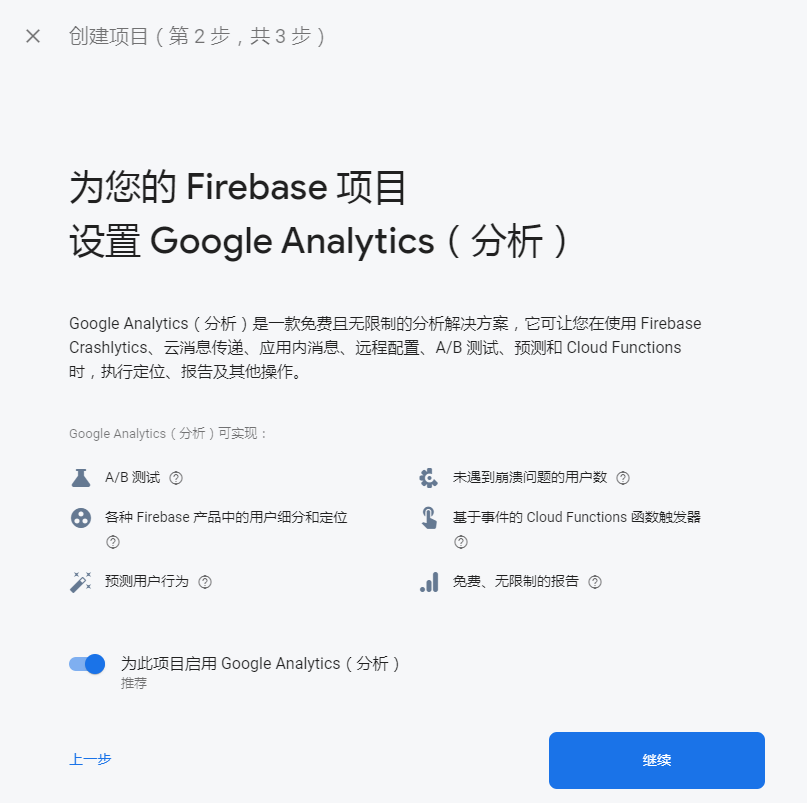 创建项目（第 2 步，共 3 步）
为您的 Firebase 项目
设置 Google Analytics（分析）
Google Analytics（分析）是一款免费且无限制的分析解决方案，它可让您在使用 Firebase
Crashlytics、云消息传递、应用内消息、远程配置、A/B 测试、预测和 Cloud Functions
时，执行定位、报告及其他操作。
Google Analytics（分析）可实现：
A/B 测试
未遇到崩溃问题的用户数
各种 Firebase 产品中的用户细分和定位
基于事件的 Cloud Functions 函数触发器
预测用户行为
免费、无限制的报告
为此项目启用 Google Analytics（分析）
推荐
上一步
继续